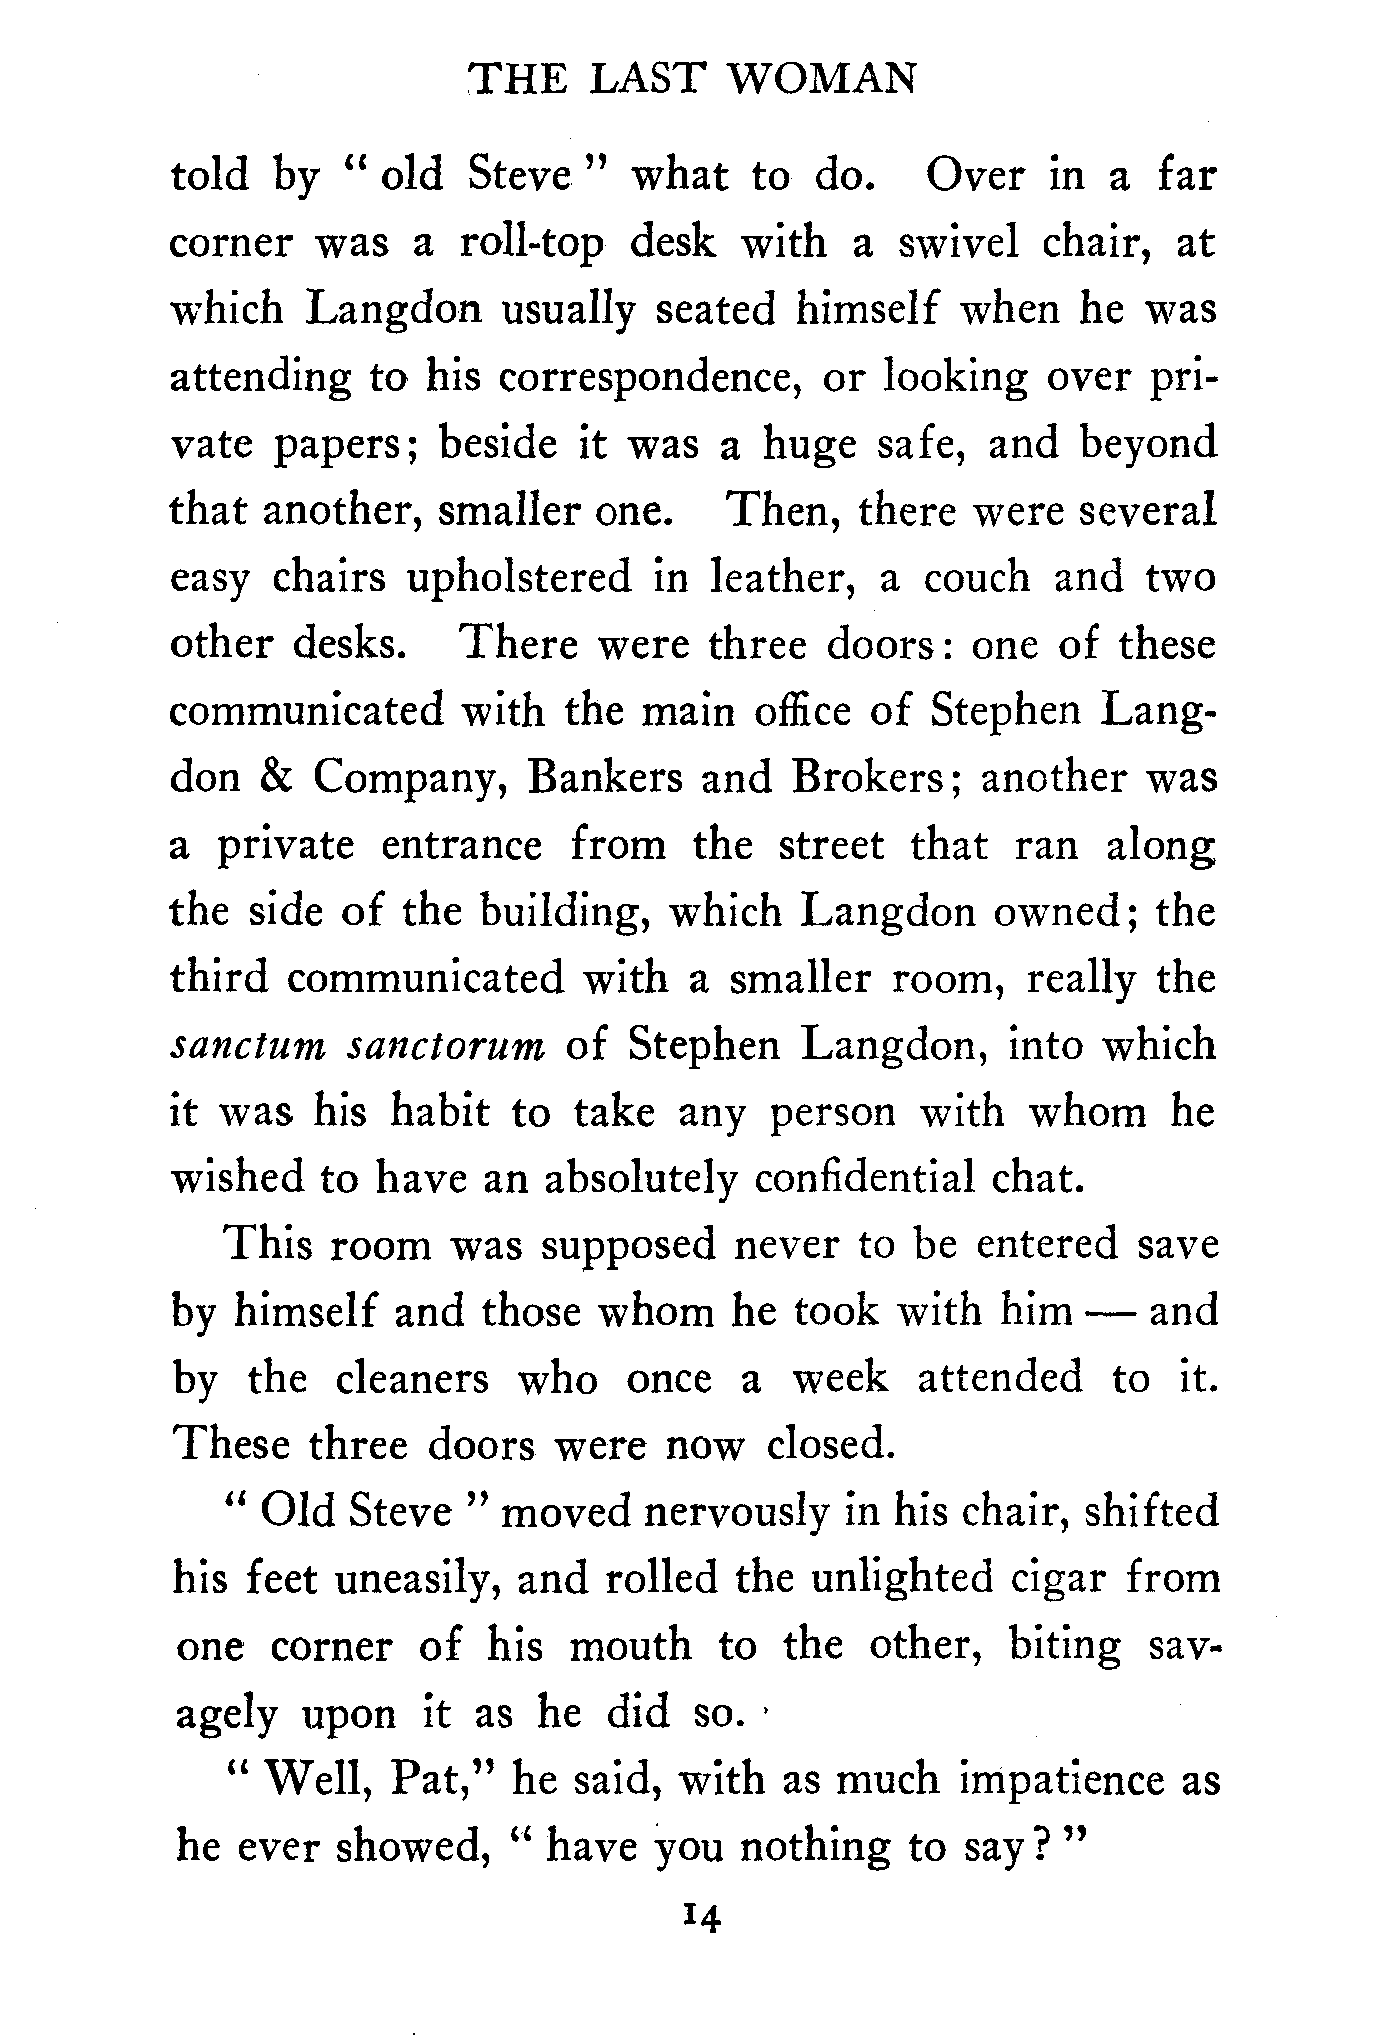 THE LAST WOMAN
told by " old Steve " what to do. Over in a far
corner was a roll-top desk with a swivel chair, at
which Langdon usually seated himself when he was
attending to his correspondence, or looking over pri-
vate papers; beside it was a huge safe, and beyond
that another, smaller one. Then, there were several
easy chairs upholstered in leather, a couch and two
other desks. There were three doors: one of these
communicated with the main office of Stephen Lang-
don & Company, Bankers and Brokers; another was
a private entrance from the street that ran along
the side of the building, which Langdon owned; the
third communicated with a smaller room, really the
sanctum sanctorum of Stephen Langdon, into which
it was his habit to take any person with whom he
wished to have an absolutely confidential chat.
This room was supposed never to be entered save
by himself and those whom he took with him — and
by the cleaners who once a week attended to it.
These three doors were now closed.
" Old Steve " moved nervously in his chair, shifted
his feet uneasily, and rolled the unlighted cigar from
one corner of his mouth to the other, biting sav-
agely upon it as he did so.
" Well, Pat," he said, with as much impatience as
he ever showed, " have you nothing to say? "
14